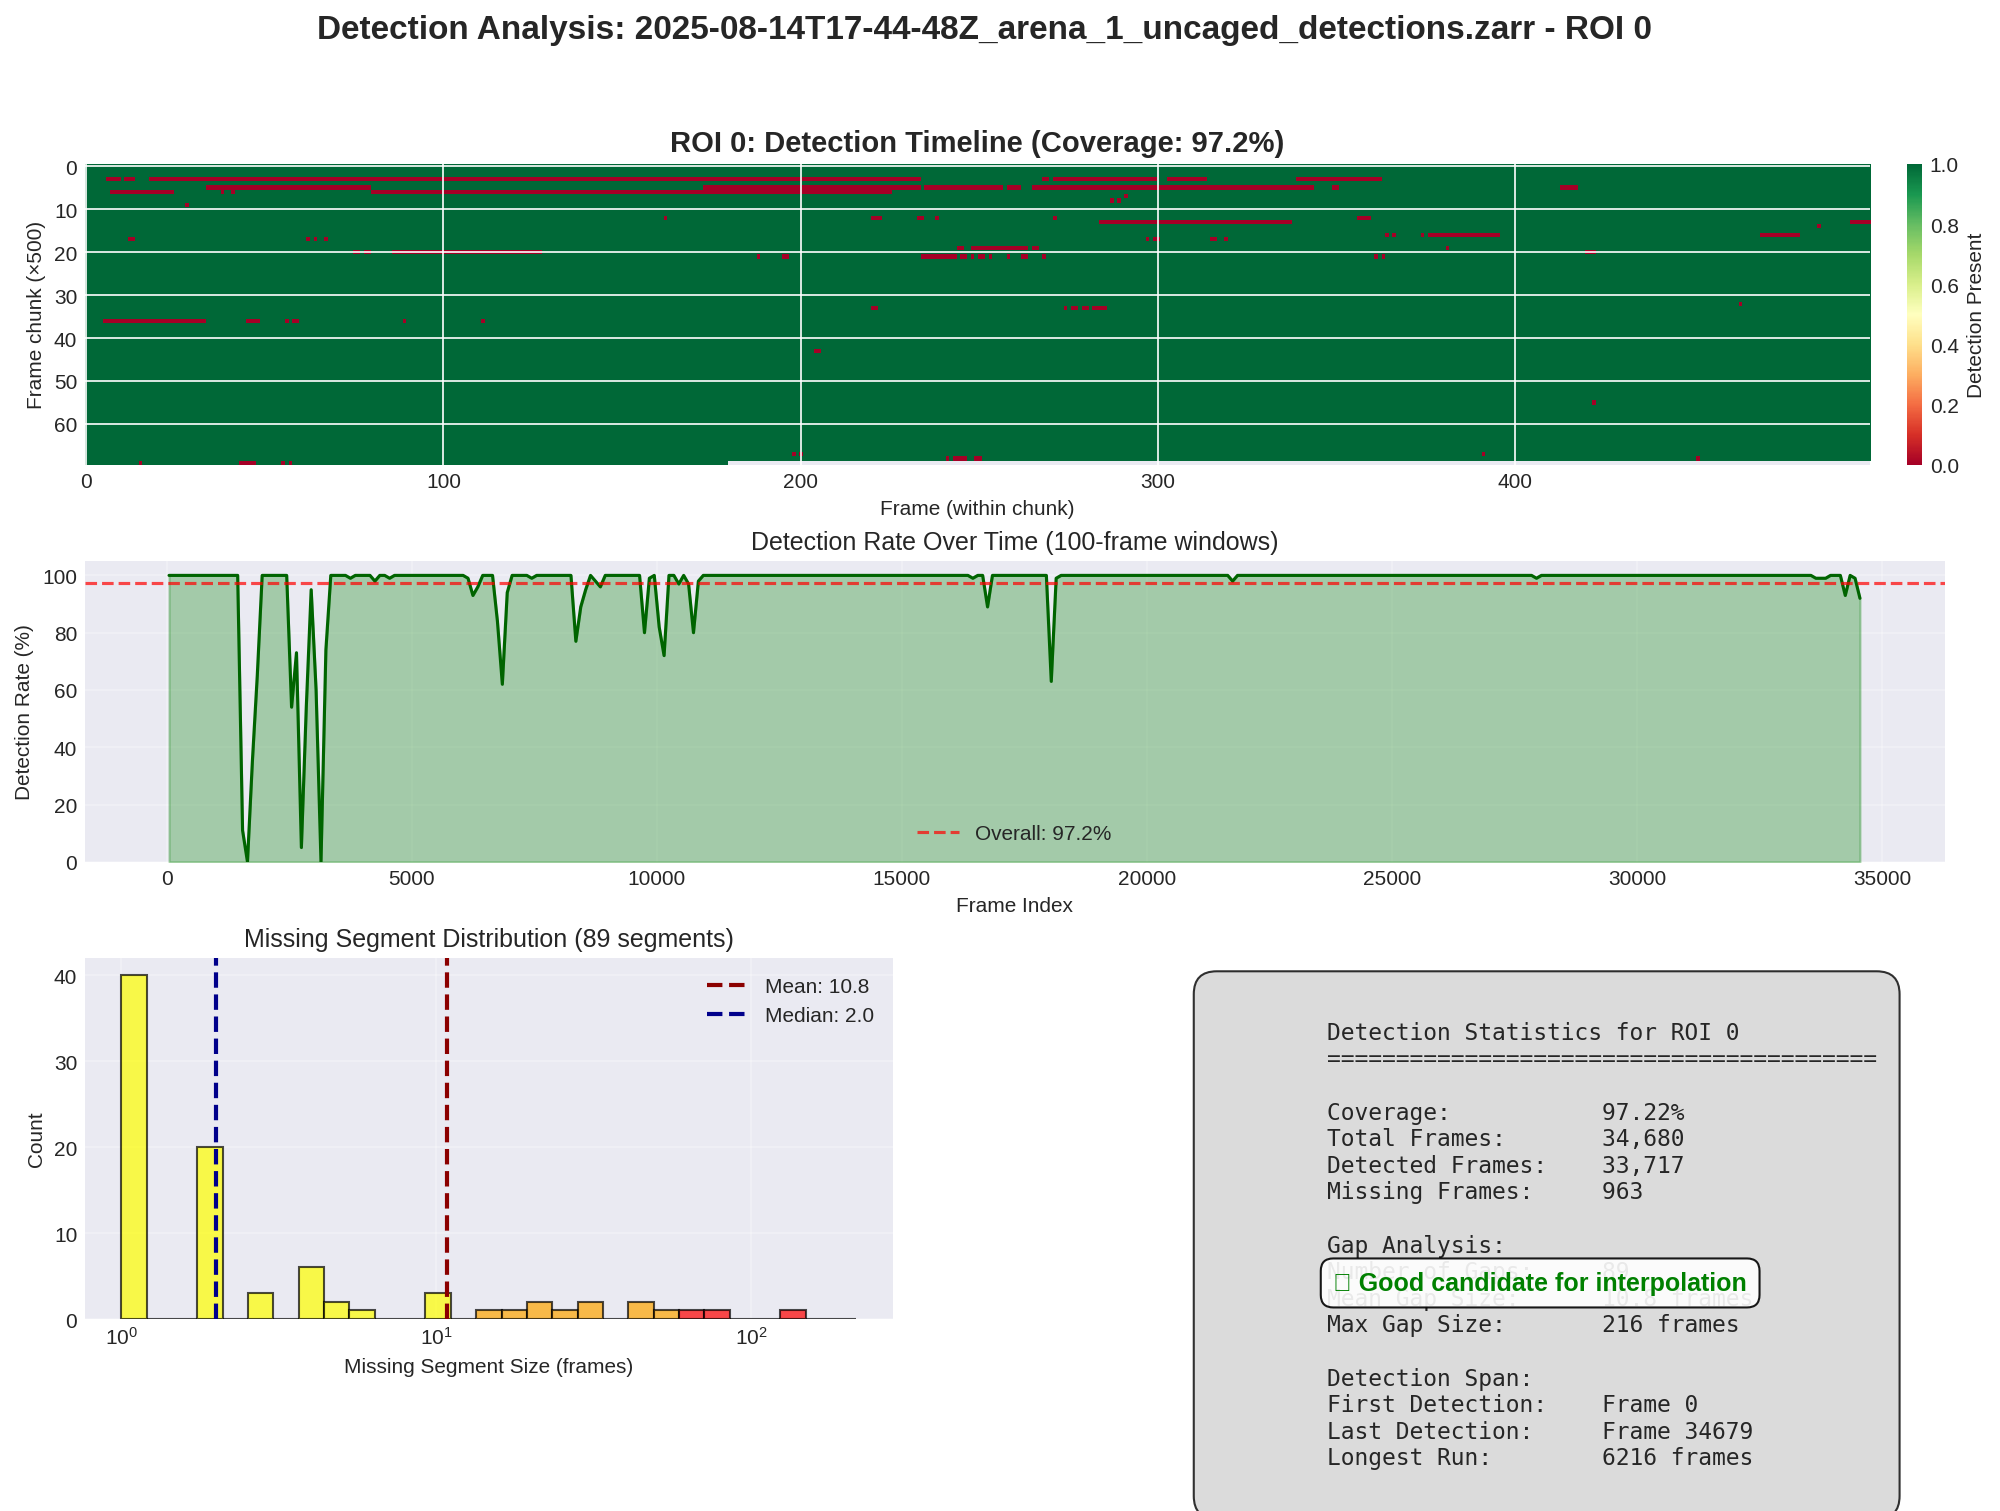 Detection Analysis: 2025-08-14T17-44-48Z_arena_1_uncaged_detections.zarr - ROI 0
ROI 0: Detection Timeline (Coverage: 97.2%)
0
10
20
30
40
50
60
Frame chunk (×500)
0
100
200
300
400
Frame (within chunk)
1.0
0.8
0.6
0.4
0.2
0.0
Detection Present
Detection Rate Over Time (100-frame windows)
100
80
60
40
20
0
Detection Rate (%)
Overall: 97.2%
0
5000
10000
15000
20000
25000
30000
35000
Frame Index
Missing Segment Distribution (89 segments)
40
30
20
10
0
Count
Mean: 10.8
Median: 2.0
10⁰
10¹
10²
Missing Segment Size (frames)
Detection Statistics for ROI 0
========================================
Coverage: 97.22%
Total Frames: 34,680
Detected Frames: 33,717
Missing Frames: 963
Gap Analysis:
Number of Gaps: 89
Good candidate for interpolation
Mean Gap Size: 10.8 frames
Max Gap Size: 216 frames
Detection Span:
First Detection: Frame 0
Last Detection: Frame 34679
Longest Run: 6216 frames